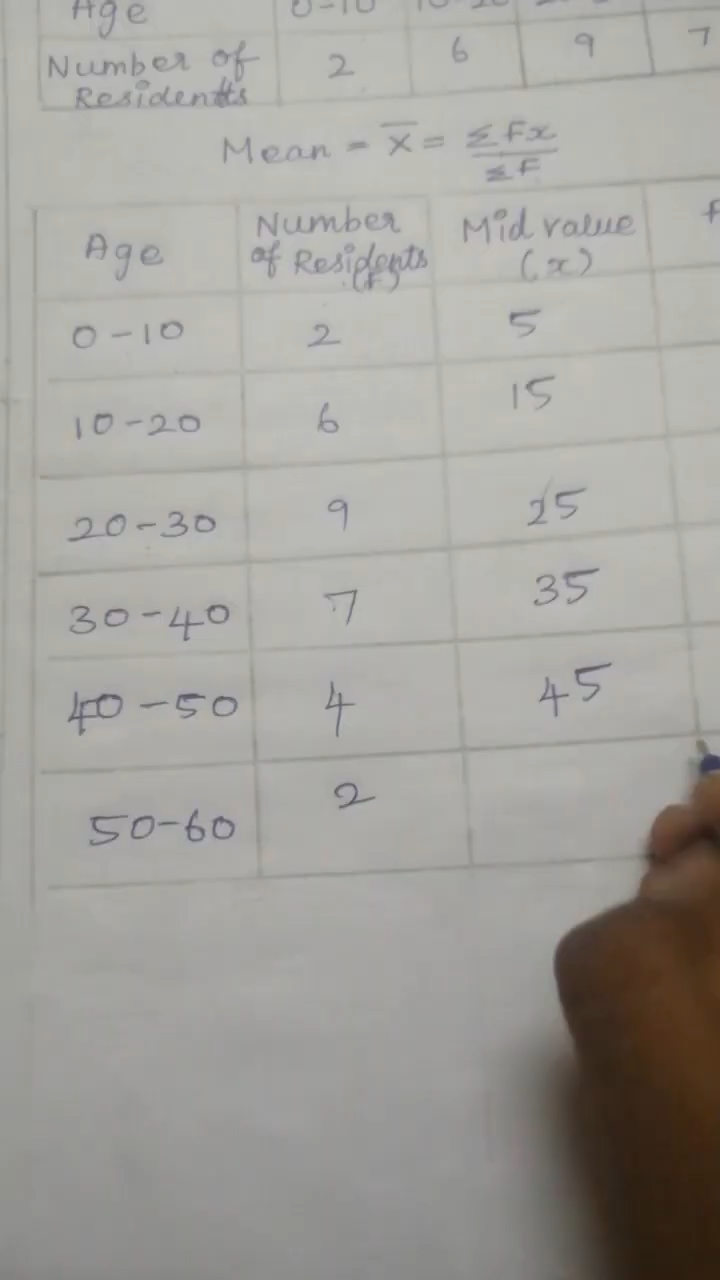 Age 0-10
Number of 2 6 9 7
Residents
Mean = x̅ = ΣFx
ΣF
Age Number Mid value
of Residents (x)
(F)
0-10 2 5
10-20 6 15
20-30 9 25
30-40 7 35
40-50 4 45
50-60 2